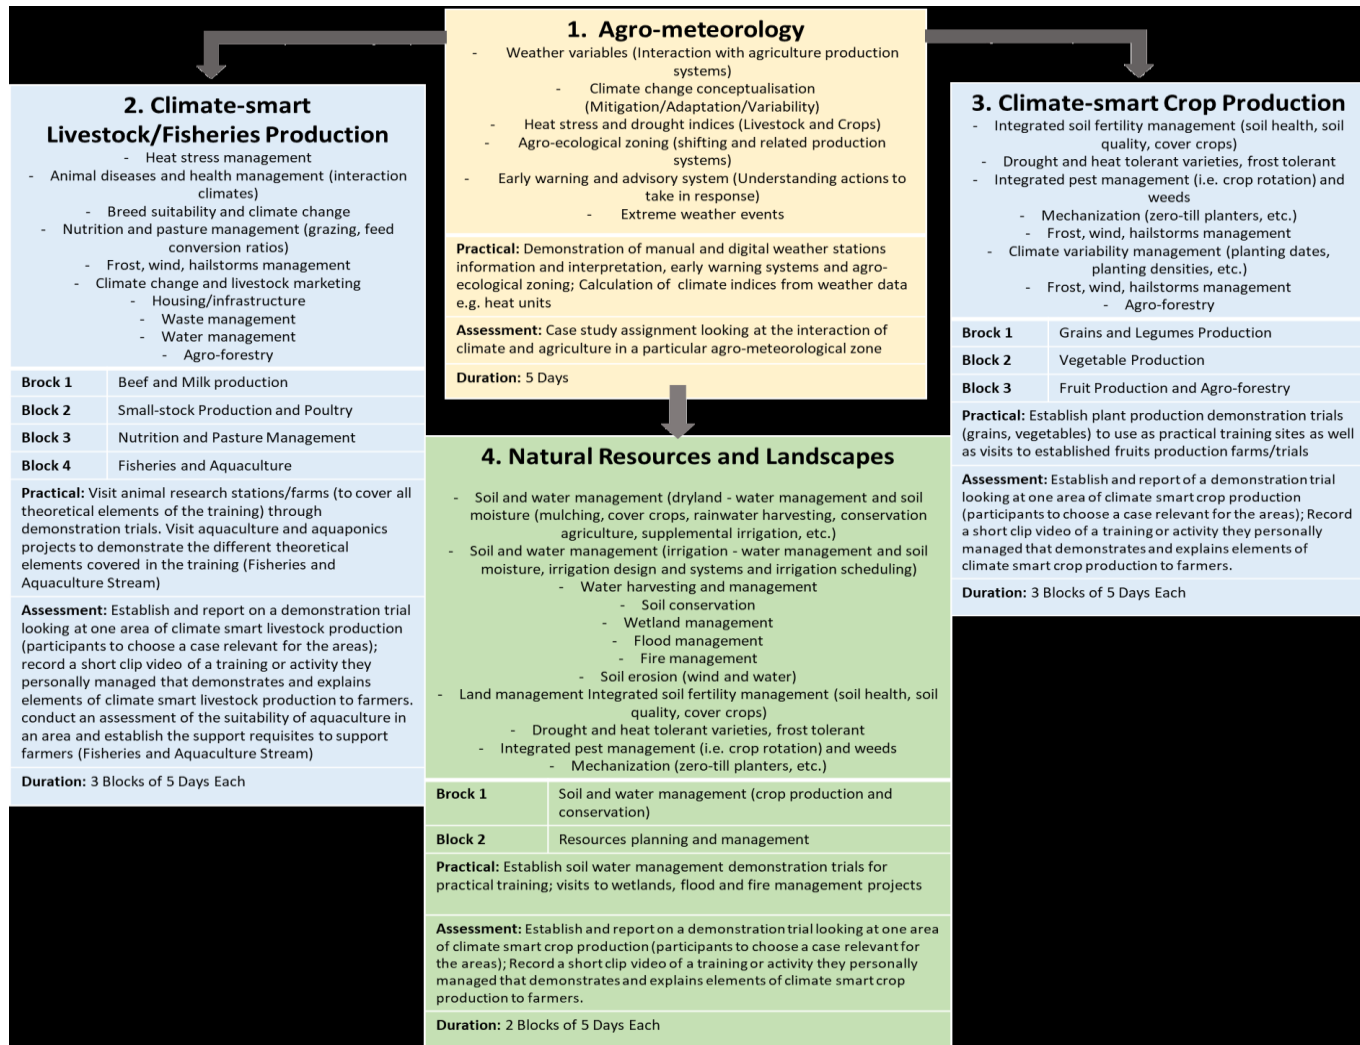 1. Agro-meteorology
- Weather variables (Interaction with agriculture production
systems)
- Climate change conceptualisation
(Mitigation/Adaptation/Variability)
- Heat stress and drought indices (Livestock and Crops)
- Agro-ecological zoning (shifting and related production
systems)
- Early warning and advisory system (Understanding actions to
take in response)
- Extreme weather events
Practical: Demonstration of manual and digital weather stations
information and interpretation, early warning systems and agro-
ecological zoning; Calculation of climate indices from weather data
e.g. heat units
Assessment: Case study assignment looking at the interaction of
climate and agriculture in a particular agro-meteorological zone
Duration: 5 Days
2. Climate-smart
Livestock/Fisheries Production
- Heat stress management
- Animal diseases and health management (interaction
climates)
- Breed suitability and climate change
- Nutrition and pasture management (grazing, feed
conversion ratios)
- Frost, wind, hailstorms management
- Climate change and livestock marketing
- Housing/infrastructure
- Waste management
- Water management
- Agro-forestry
Brock 1 Beef and Milk production
Block 2 Small-stock Production and Poultry
Block 3 Nutrition and Pasture Management
Block 4 Fisheries and Aquaculture
Practical: Visit animal research stations/farms (to cover all
theoretical elements of the training) through
demonstration trials. Visit aquaculture and aquaponics
projects to demonstrate the different theoretical
elements covered in the training (Fisheries and
Aquaculture Stream)
Assessment: Establish and report on a demonstration trial
looking at one area of climate smart livestock production
(participants to choose a case relevant for the areas);
record a short clip video of a training or activity they
personally managed that demonstrates and explains
elements of climate smart livestock production to farmers.
conduct an assessment of the suitability of aquaculture in
an area and establish the support requisites to support
farmers (Fisheries and Aquaculture Stream)
Duration: 3 Blocks of 5 Days Each
3. Climate-smart Crop Production
- Integrated soil fertility management (soil health, soil
quality, cover crops)
- Drought and heat tolerant varieties, frost tolerant
- Integrated pest management (i.e. crop rotation) and
weeds
- Mechanization (zero-till planters, etc.)
- Frost, wind, hailstorms management
- Climate variability management (planting dates,
planting densities, etc.)
- Frost, wind, hailstorms management
- Agro-forestry
Brock 1 Grains and Legumes Production
Block 2 Vegetable Production
Block 3 Fruit Production and Agro-forestry
Practical: Establish plant production demonstration trials
(grains, vegetables) to use as practical training sites as well
as visits to established fruits production farms/trials
Assessment: Establish and report of a demonstration trial
looking at one area of climate smart crop production
(participants to choose a case relevant for the areas); Record
a short clip video of a training or activity they personally
managed that demonstrates and explains elements of
climate smart crop production to farmers.
Duration: 3 Blocks of 5 Days Each
4. Natural Resources and Landscapes
- Soil and water management (dryland - water management and soil
moisture (mulching, cover crops, rainwater harvesting, conservation
agriculture, supplemental irrigation, etc.)
- Soil and water management (irrigation - water management and soil
moisture, irrigation design and systems and irrigation scheduling)
- Water harvesting and management
- Soil conservation
- Wetland management
- Flood management
- Fire management
- Soil erosion (wind and water)
- Land management Integrated soil fertility management (soil health, soil
quality, cover crops)
- Drought and heat tolerant varieties, frost tolerant
- Integrated pest management (i.e. crop rotation) and weeds
- Mechanization (zero-till planters, etc.)
Brock 1 Soil and water management (crop production and
conservation)
Block 2 Resources planning and management
Practical: Establish soil water management demonstration trials for
practical training; visits to wetlands, flood and fire management projects
Assessment: Establish and report on a demonstration trial looking at one area
of climate smart crop production (participants to choose a case relevant for
the areas); Record a short clip video of a training or activity they personally
managed that demonstrates and explains elements of climate smart crop
production to farmers.
Duration: 2 Blocks of 5 Days Each